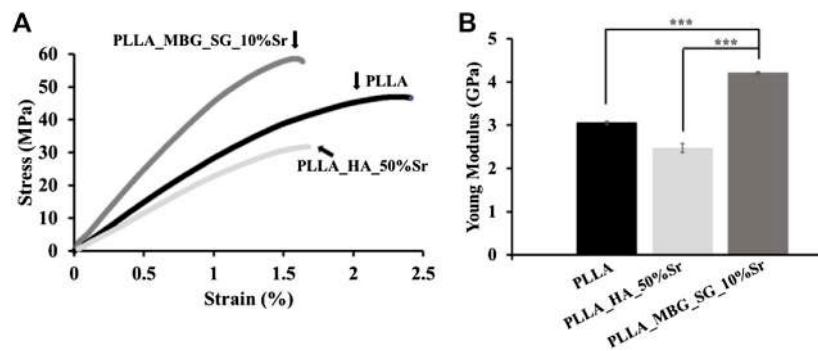 A
PLLA_MBG_SG_10%Sr
PLLA
PLLA_HA_50%Sr
Stress (MPa)
60
50
40
30
20
10
0
0 0.5 1 1.5 2 2.5
Strain (%)
B
***
***
Young Modulus (GPa)
5
4
3
2
1
0
PLLA
PLLA_HA_50%Sr
PLLA_MBG_SG_10%Sr